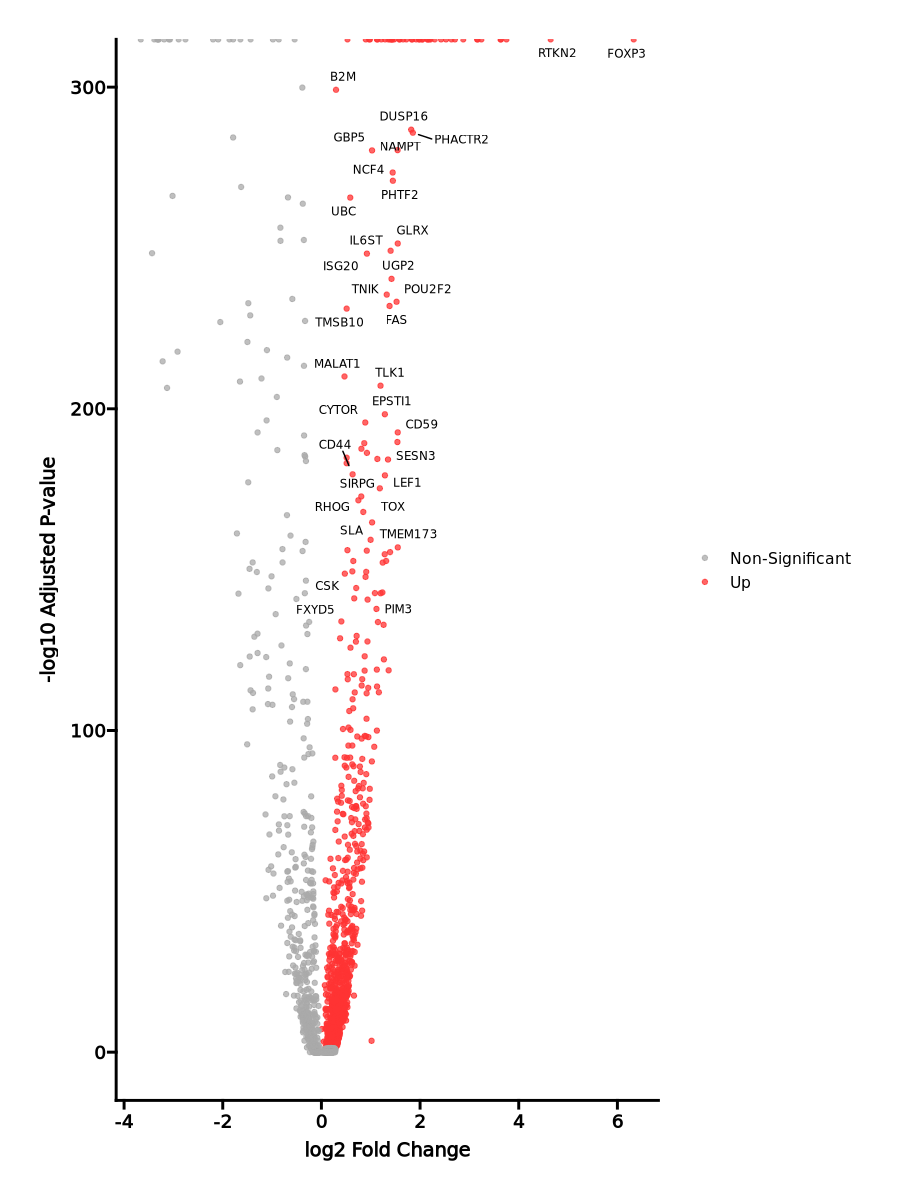 RTKN2
FOXP3
B2M
300
DUSP16
GBP5
PHACTR2
NAMPT
NCF4
PHTF2
UBC
GLRX
IL6ST
ISG20
UGP2
TNIK
POU2F2
TMSB10
FAS
MALAT1
TLK1
EPSTI1
200
CYTOR
CD59
CD44
SESN3
SIRPG
LEF1
RHOG
TOX
SLA
TMEM173
-log10 Adjusted P-value
Non-Significant
Up
CSK
FXYD5
PIM3
100
0
-4
-2
0
2
4
6
log2 Fold Change